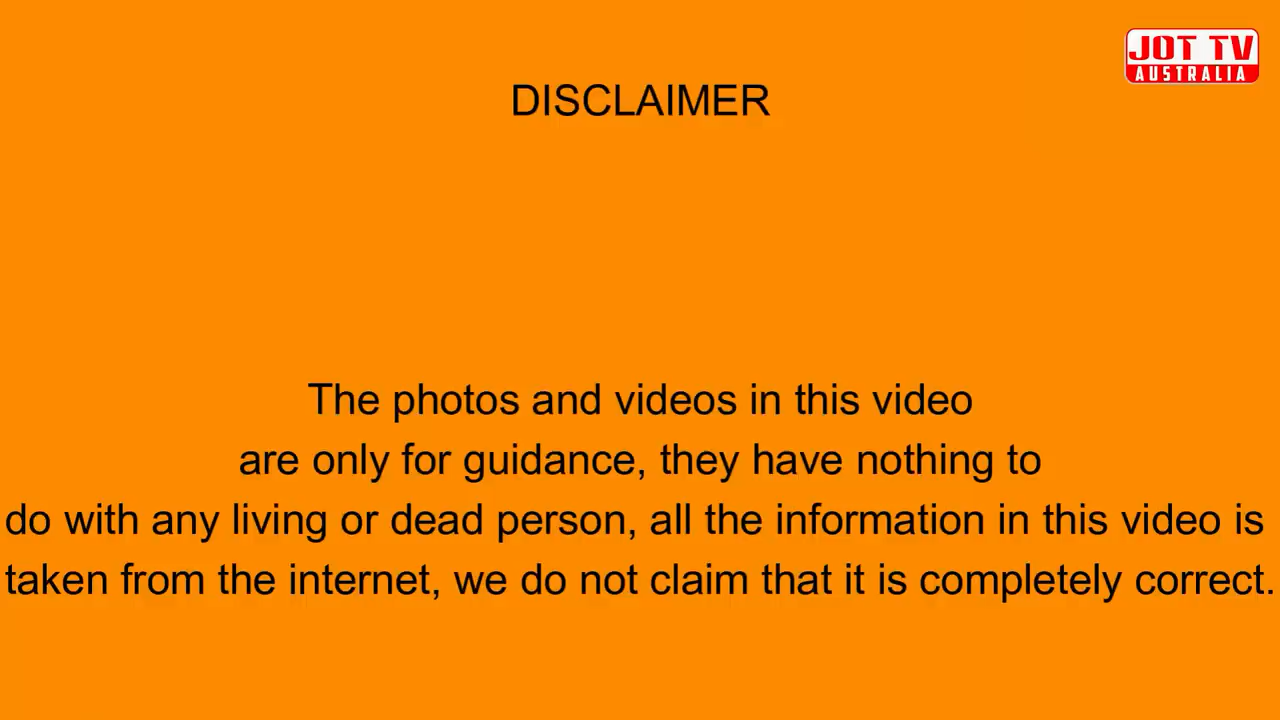 JOT TV
AUSTRALIA
DISCLAIMER
The photos and videos in this video
are only for guidance, they have nothing to
do with any living or dead person, all the information in this video is
taken from the internet, we do not claim that it is completely correct.